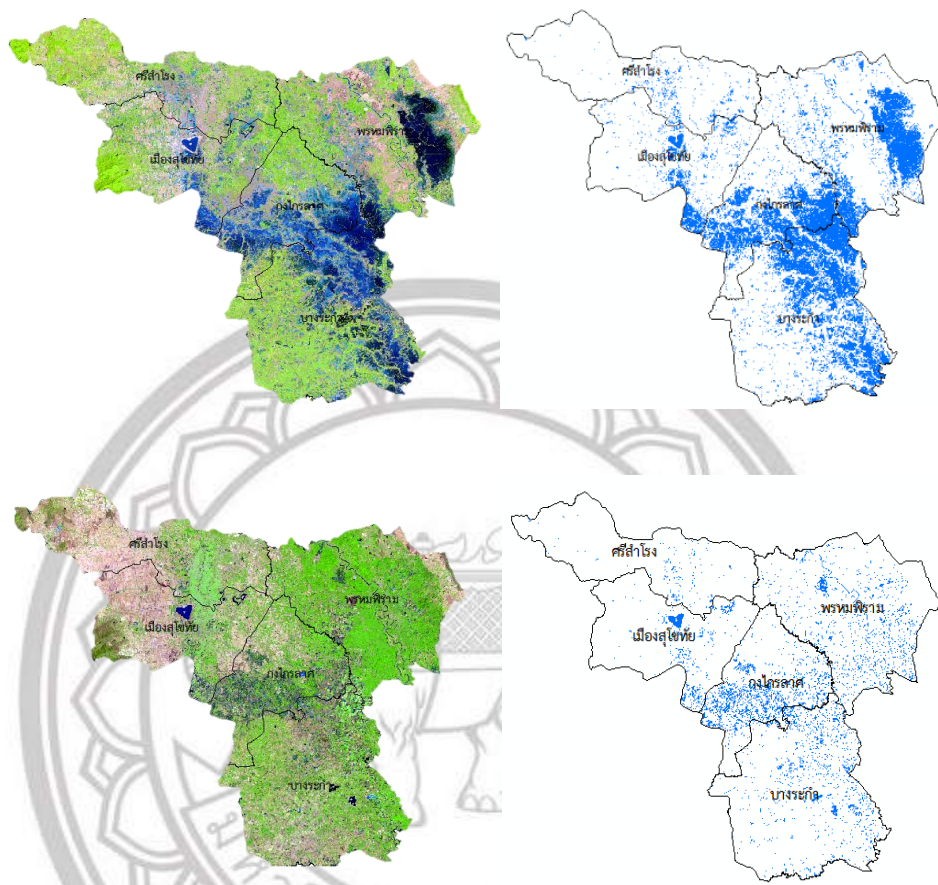 ศรีสำโรง
พรหมพิราม
เมืองสุโขทัย
กงไกรลาศ
บางระกำ
ศรีสำโรง
พรหมพิราม
เมืองสุโขทัย
กงไกรลาศ
บางระกำ
ศรีสำโรง
พรหมพิราม
เมืองสุโขทัย
กงไกรลาศ
บางระกำ
ศรีสำโรง
พรหมพิราม
เมืองสุโขทัย
กงไกรลาศ
บางระกำ